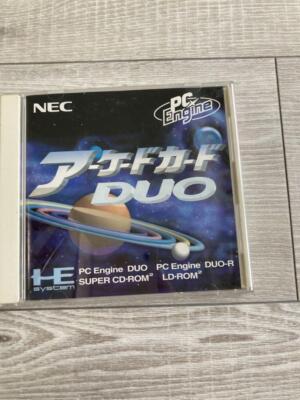 NEC
PC Engine
アーケードカード
DUO
HE system
PC Engine DUO PC Engine DUO-R
SUPER CD-ROM² LD-ROM²